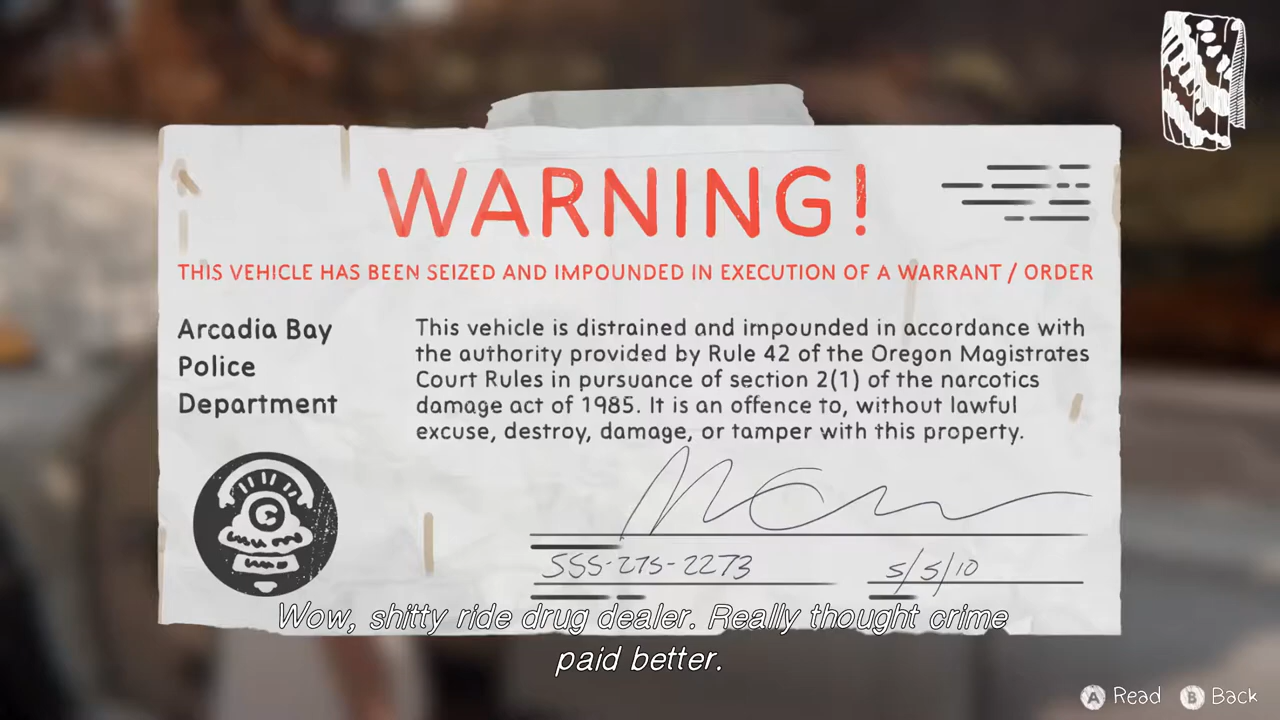 WARNING!
THIS VEHICLE HAS BEEN SEIZED AND IMPOUNDED IN EXECUTION OF A WARRANT / ORDER
Arcadia Bay
Police
Department
This vehicle is distrained and impounded in accordance with
the authority provided by Rule 42 of the Oregon Magistrates
Court Rules in pursuance of section 2(1) of the narcotics
damage act of 1985. It is an offence to, without lawful
excuse, destroy, damage, or tamper with this property.
555-275-2273
5/5/10
Wow, shitty ride drug dealer. Really thought crime
paid better.
A Read B Back